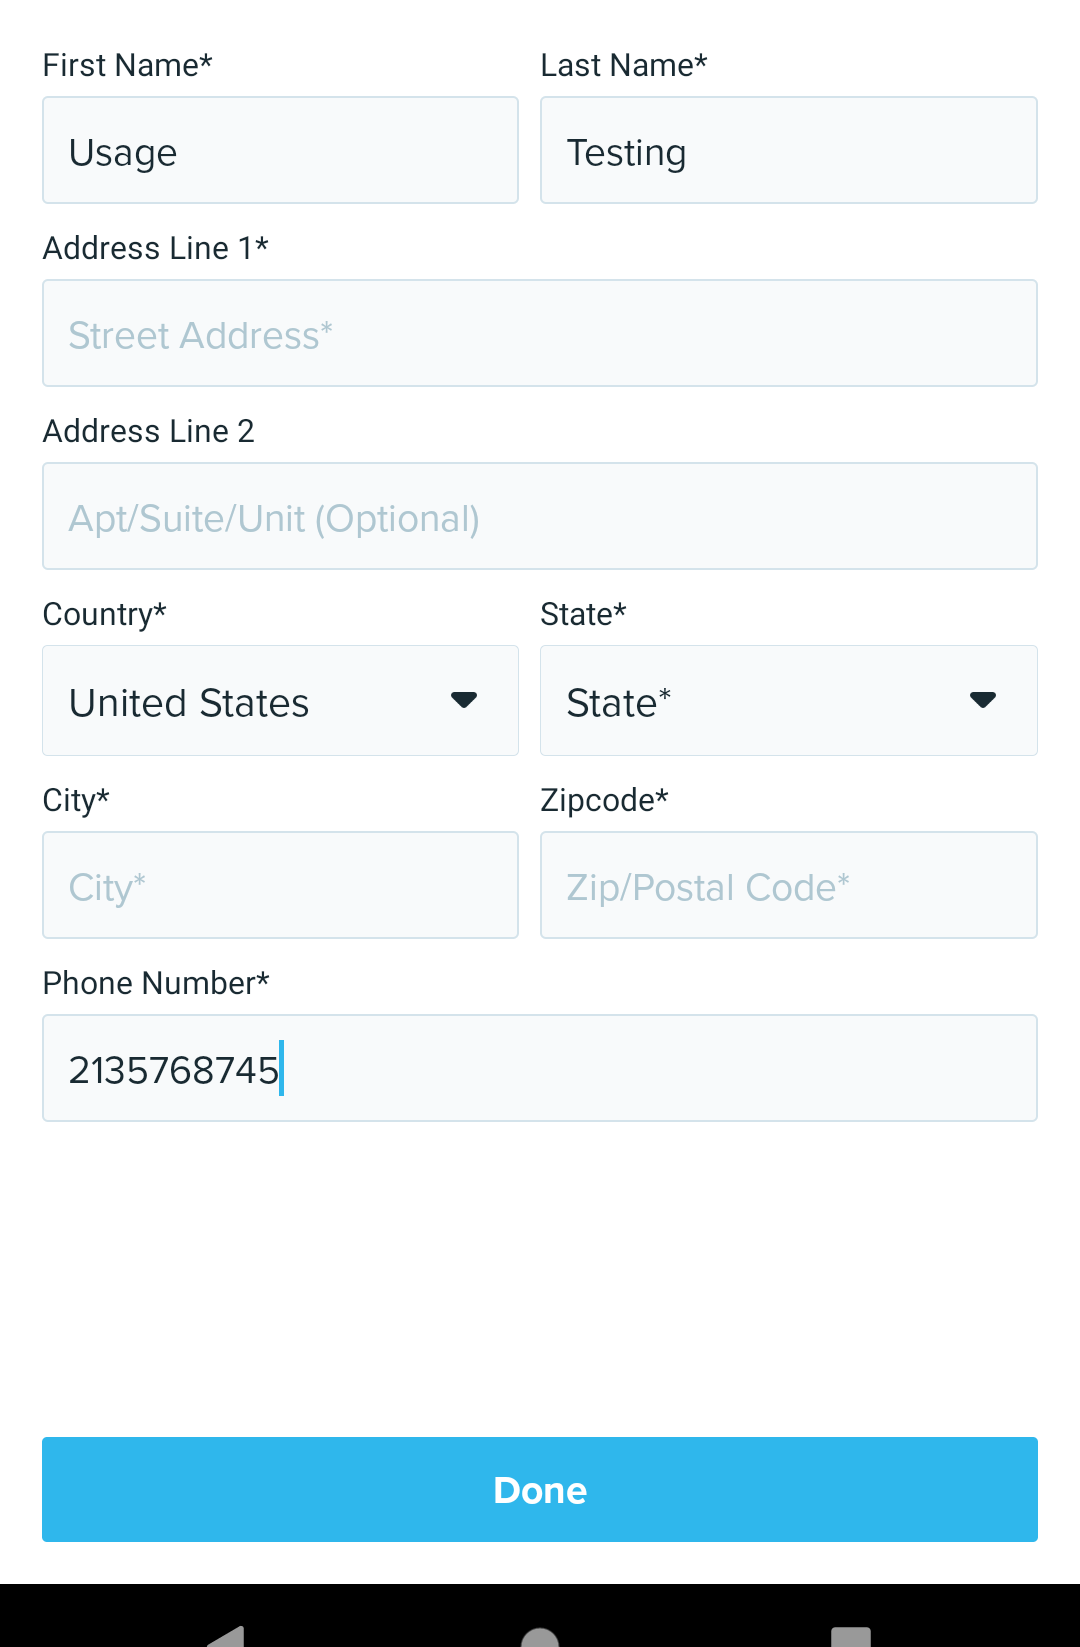 First Name* Last Name*
Usage Testing
Address Line 1*
Street Address*
Address Line 2
Apt/Suite/Unit (Optional)
Country* State*
United States State*
City* Zipcode*
City* Zip/Postal Code*
Phone Number*
2135768745
Done